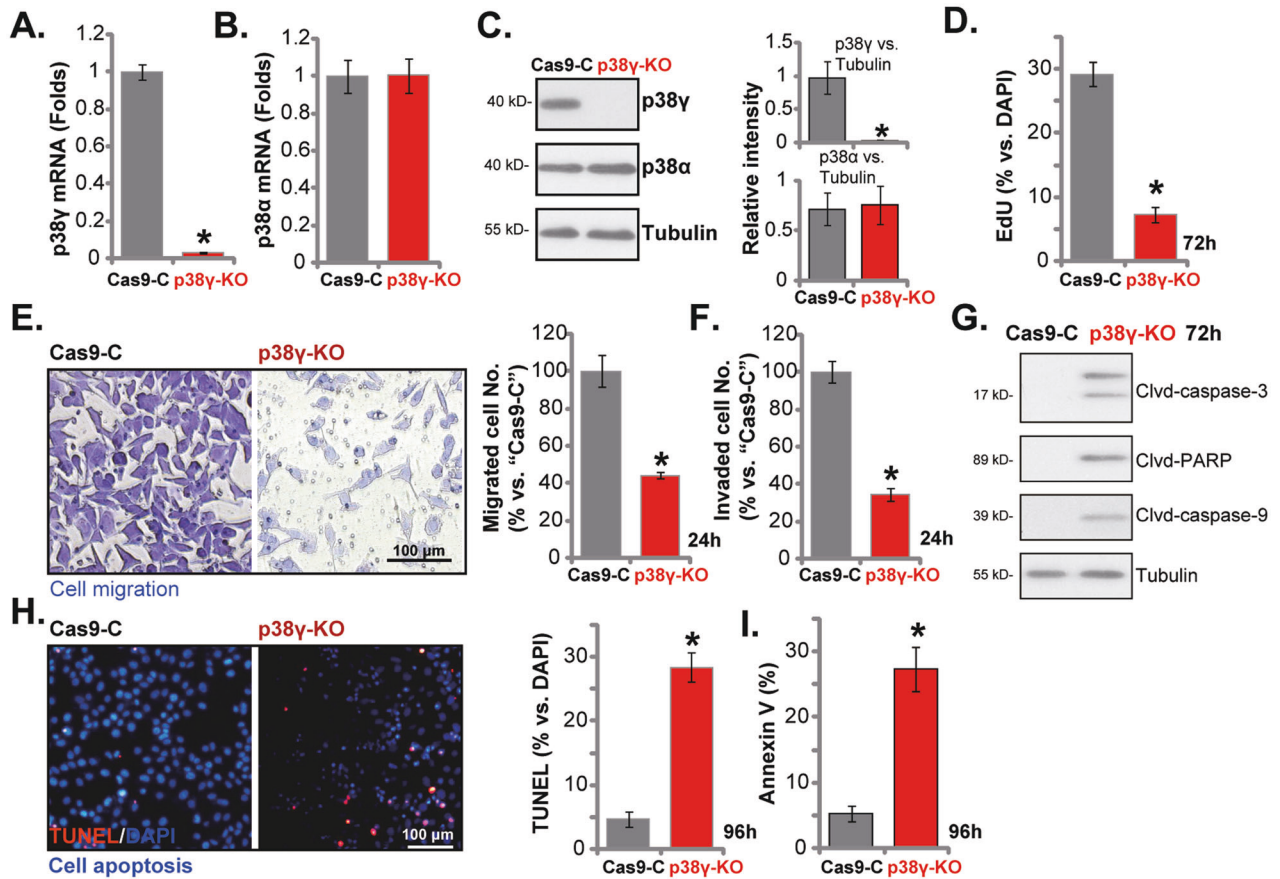 A.
p38γ mRNA (Folds)
1.2
1
0.8
0.6
0.4
0.2
0
*
Cas9-C p38γ-KO
B.
p38α mRNA (Folds)
1.2
1
0.8
0.6
0.4
0.2
0
Cas9-C p38γ-KO
C.
Cas9-C p38γ-KO
40 kD-
p38γ
40 kD-
p38α
55 kD-
Tubulin
Relative intensity
1.5
1
0.5
0
p38γ vs.
Tubulin
*
p38α vs.
Tubulin
1
0.5
0
Cas9-C p38γ-KO
D.
EdU (% vs. DAPI)
30
20
10
0
*
72h
Cas9-C p38γ-KO
E.
Cas9-C
p38γ-KO
100 µm
Cell migration
Migrated cell No.
(% vs. “Cas9-C”)
120
100
80
60
40
20
0
*
24h
Cas9-C p38γ-KO
F.
Invaded cell No.
(% vs. “Cas9-C”)
120
100
80
60
40
20
0
*
24h
Cas9-C p38γ-KO
G.
Cas9-C p38γ-KO 72h
17 kD-
Clvd-caspase-3
89 kD-
Clvd-PARP
39 kD-
Clvd-caspase-9
55 kD-
Tubulin
H.
Cas9-C
p38γ-KO
TUNEL/DAPI
100 µm
Cell apoptosis
TUNEL (% vs. DAPI)
30
20
10
0
*
96h
Cas9-C p38γ-KO
I.
Annexin V (%)
30
20
10
0
*
96h
Cas9-C p38γ-KO